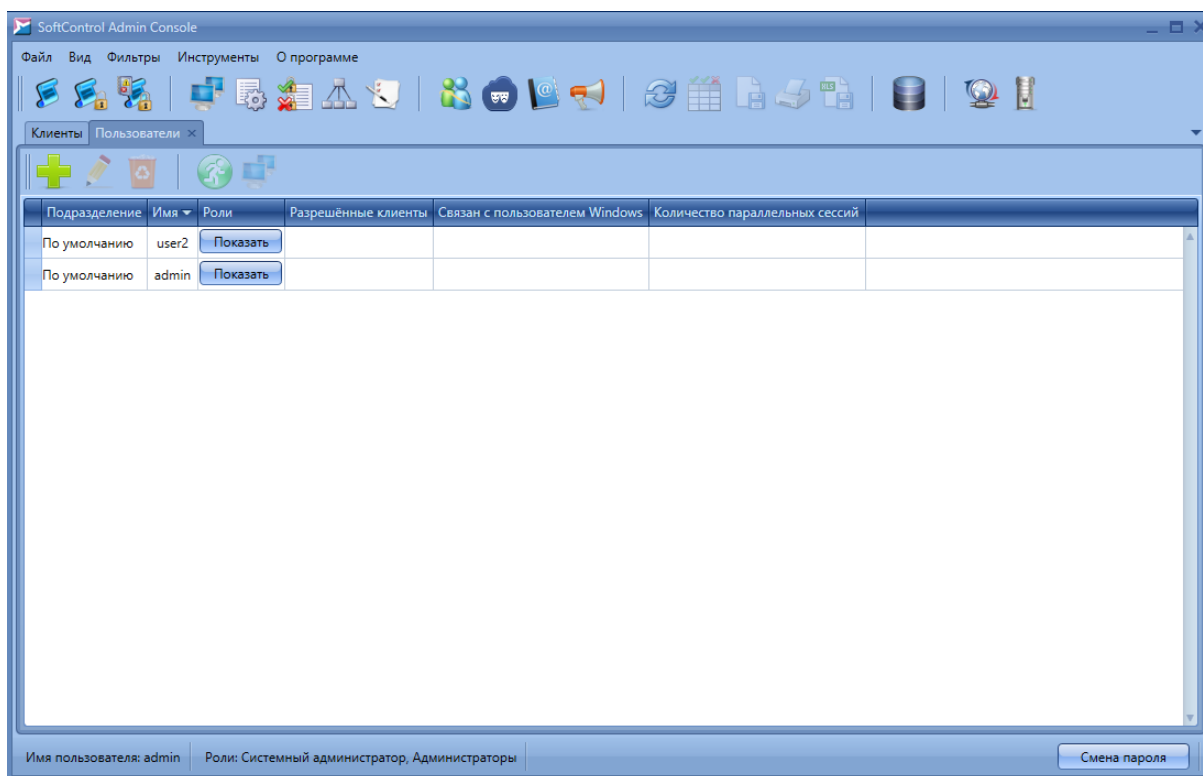 SoftControl Admin Console
Файл Вид Фильтры Инструменты О программе
Клиенты Пользователи
Подразделение Имя Роли Разрешённые клиенты Связан с пользователем Windows Количество параллельных сессий
По умолчанию user2 Показать
По умолчанию admin Показать
Имя пользователя: admin Роли: Системный администратор, Администраторы Смена пароля